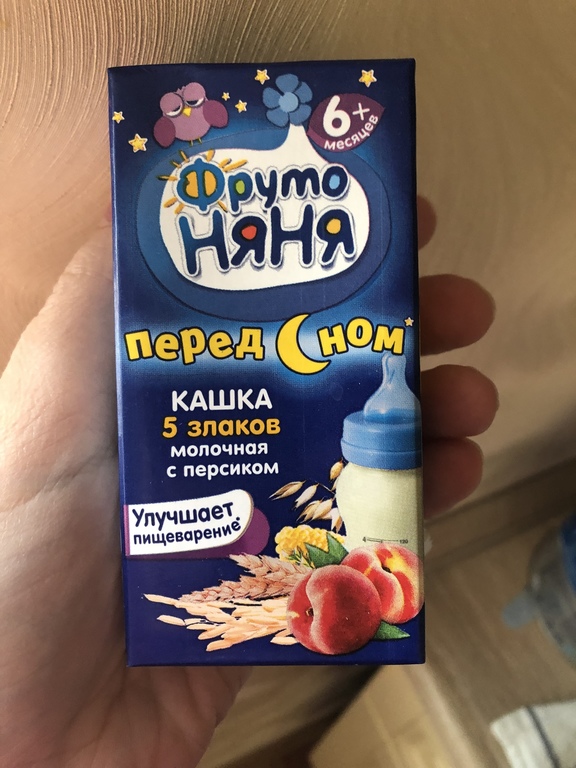 6+
месяцев
Фруто
НЯНЯ
перед Сном*
КАШКА
5 злаков
молочная
с персиком
Улучшает
пищеварение